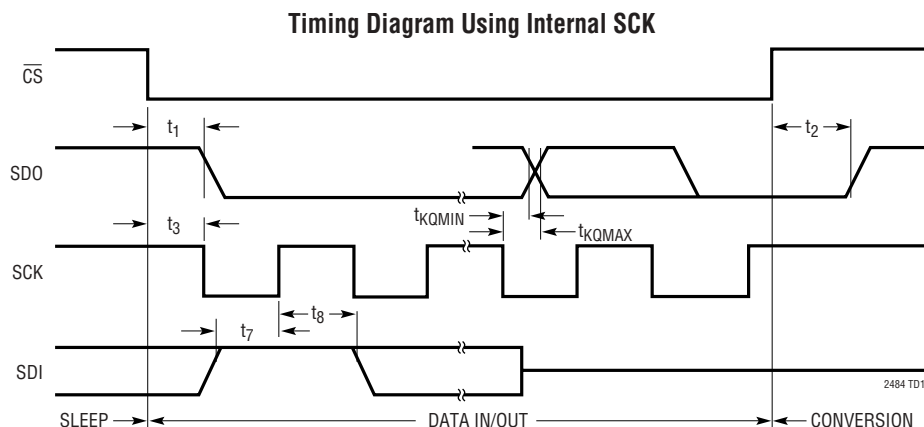 Timing Diagram Using Internal SCK
CS
t1
t2
SDO
tKQMIN
t3
tKQMAX
SCK
t8
t7
SDI
2484 TD1
SLEEP
DATA IN/OUT
CONVERSION